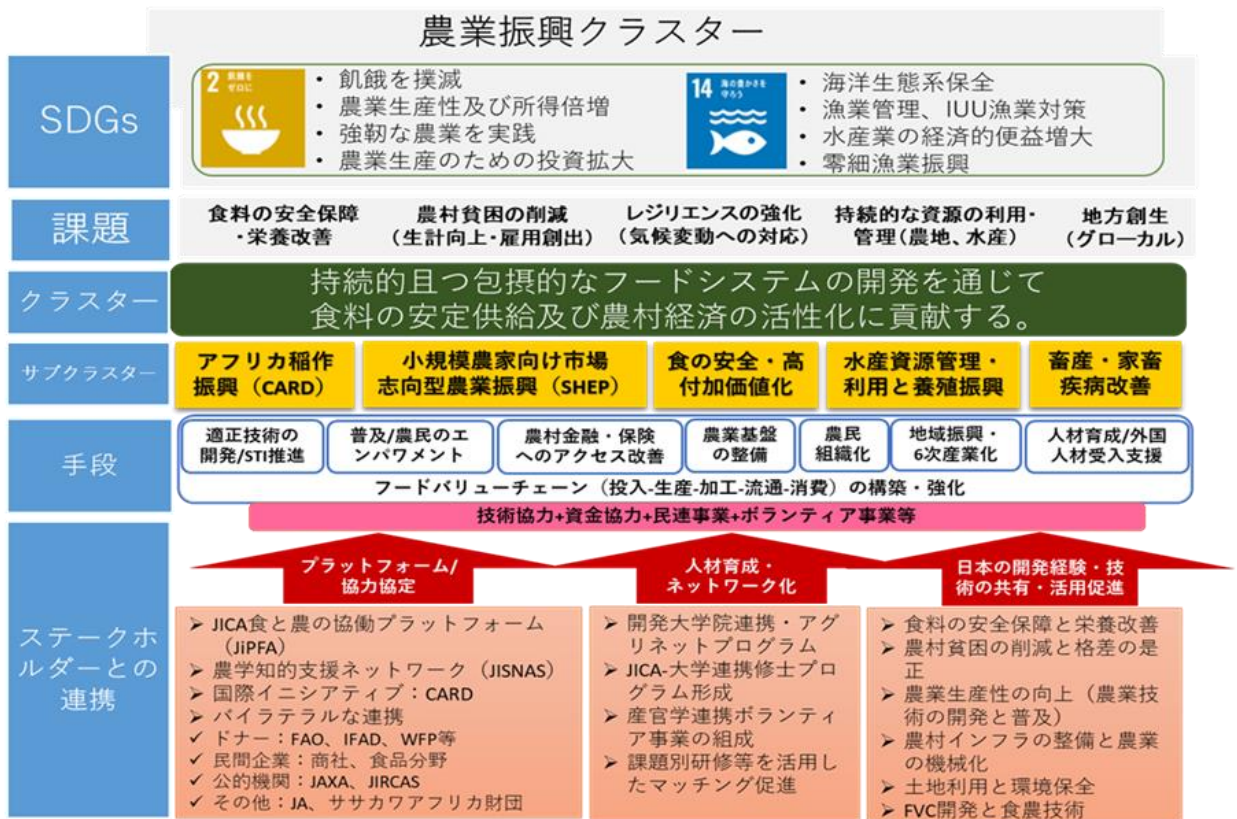 農業振興クラスター
SDGs
2 飢餓を
ゼロに
• 飢餓を撲滅
• 農業生産性及び所得倍増
• 強靭な農業を実践
• 農業生産のための投資拡大
14 海の豊かさを
守ろう
• 海洋生態系保全
• 漁業管理、IUU漁業対策
• 水産業の経済的便益増大
• 零細漁業振興
課題
食料の安全保障
・栄養改善
農村貧困の削減
(生計向上・雇用創出)
レジリエンスの強化
(気候変動への対応)
持続的な資源の利用・
管理(農地、水産)
地方創生
(グローカル)
クラスター
持続的且つ包摂的なフードシステムの開発を通じて
食料の安定供給及び農村経済の活性化に貢献する。
サブクラスター
アフリカ稲作
振興（CARD）
小規模農家向け市場
志向型農業振興（SHEP）
食の安全・高
付加価値化
水産資源管理・
利用と養殖振興
畜産・家畜
疾病改善
手段
適正技術の
開発/STI推進
普及/農民のエ
ンパワメント
農村金融・保険
へのアクセス改善
農業基盤
の整備
農民
組織化
地域振興・
6次産業化
人材育成/外国
人材受入支援
フードバリューチェーン（投入-生産-加工-流通-消費）の構築・強化
技術協力+資金協力+民連事業+ボランティア事業等
ステークホ
ルダーとの
連携
プラットフォーム/
協力協定
➢ JICA食と農の協働プラットフォーム
（JiPFA）
➢ 農学知的支援ネットワーク（JISNAS）
➢ 国際イニシアティブ：CARD
➢ バイラテラルな連携
✓ ドナー：FAO、IFAD、WFP等
✓ 民間企業：商社、食品分野
✓ 公的機関：JAXA、JIRCAS
✓ その他：JA、ササカワアフリカ財団
人材育成・
ネットワーク化
➢ 開発大学院連携・アグ
リネットプログラム
➢ JICA-大学連携修士プロ
グラム形成
➢ 産官学連携ボランティ
ア事業の組成
➢ 課題別研修等を活用し
たマッチング促進
日本の開発経験・技
術の共有・活用促進
➢ 食料の安全保障と栄養改善
➢ 農村貧困の削減と格差の是
正
➢ 農業生産性の向上（農業技
術の開発と普及）
➢ 農村インフラの整備と農業
の機械化
➢ 土地利用と環境保全
➢ FVC開発と食農技術